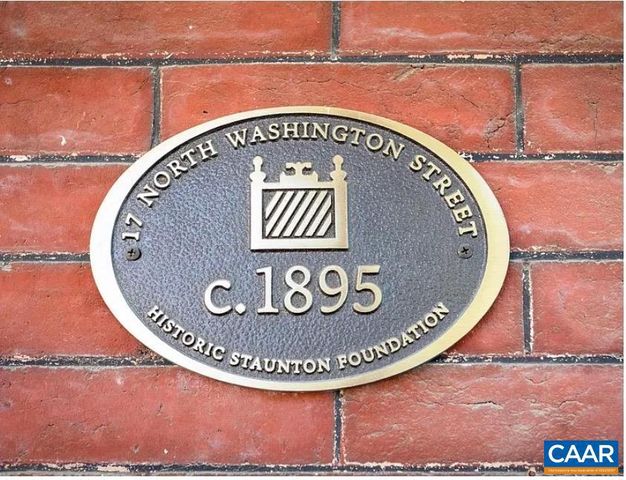 17 NORTH WASHINGTON STREET
c.1895
HISTORIC STAUNTON FOUNDATION
CAAR